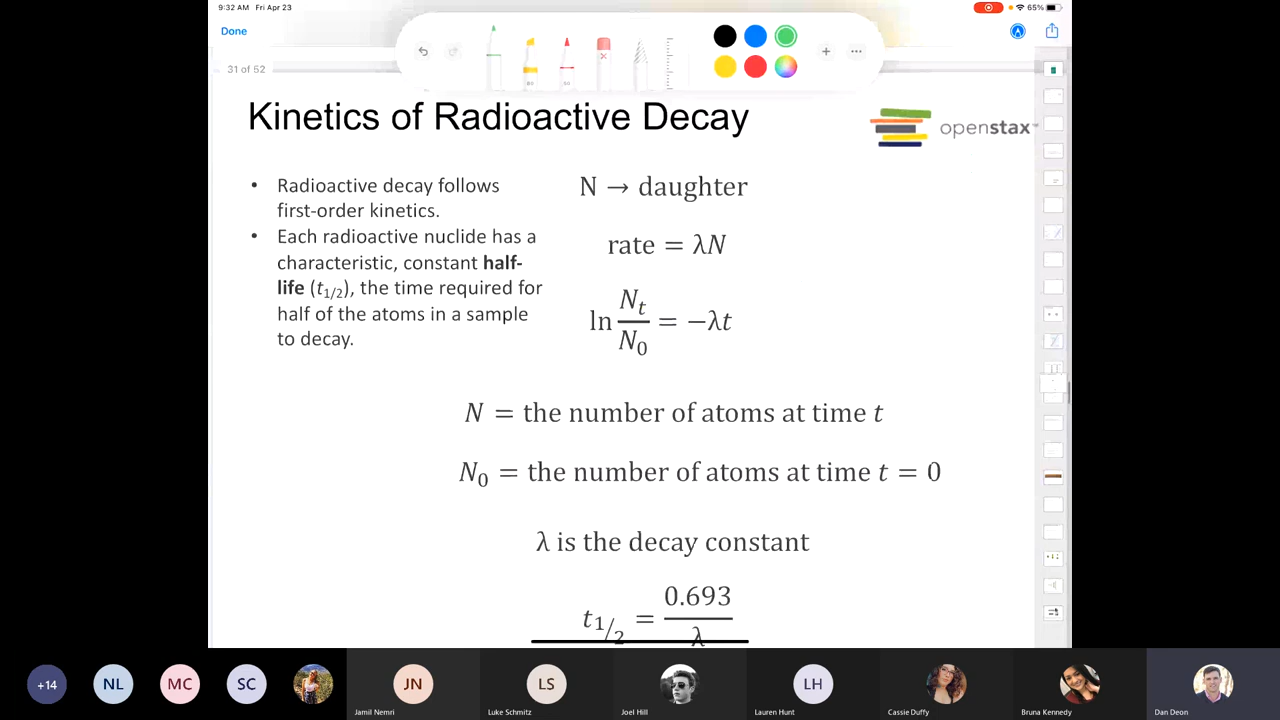 9:32 AM Fri Apr 23
65%
Done
31 of 52
Kinetics of Radioactive Decay
openstax™
• Radioactive decay follows
first-order kinetics.
• Each radioactive nuclide has a
characteristic, constant half-
life (t1/2), the time required for
half of the atoms in a sample
to decay.
N → daughter
rate = λN
ln Nt/N0 = −λt
N = the number of atoms at time t
N0 = the number of atoms at time t = 0
λ is the decay constant
t1/2 = 0.693/λ
+14
NL
MC
SC
JN
LS
LH
Jamil Nemri
Luke Schmitz
Joel Hill
Lauren Hunt
Cassie Duffy
Bruna Kennedy
Dan Deon